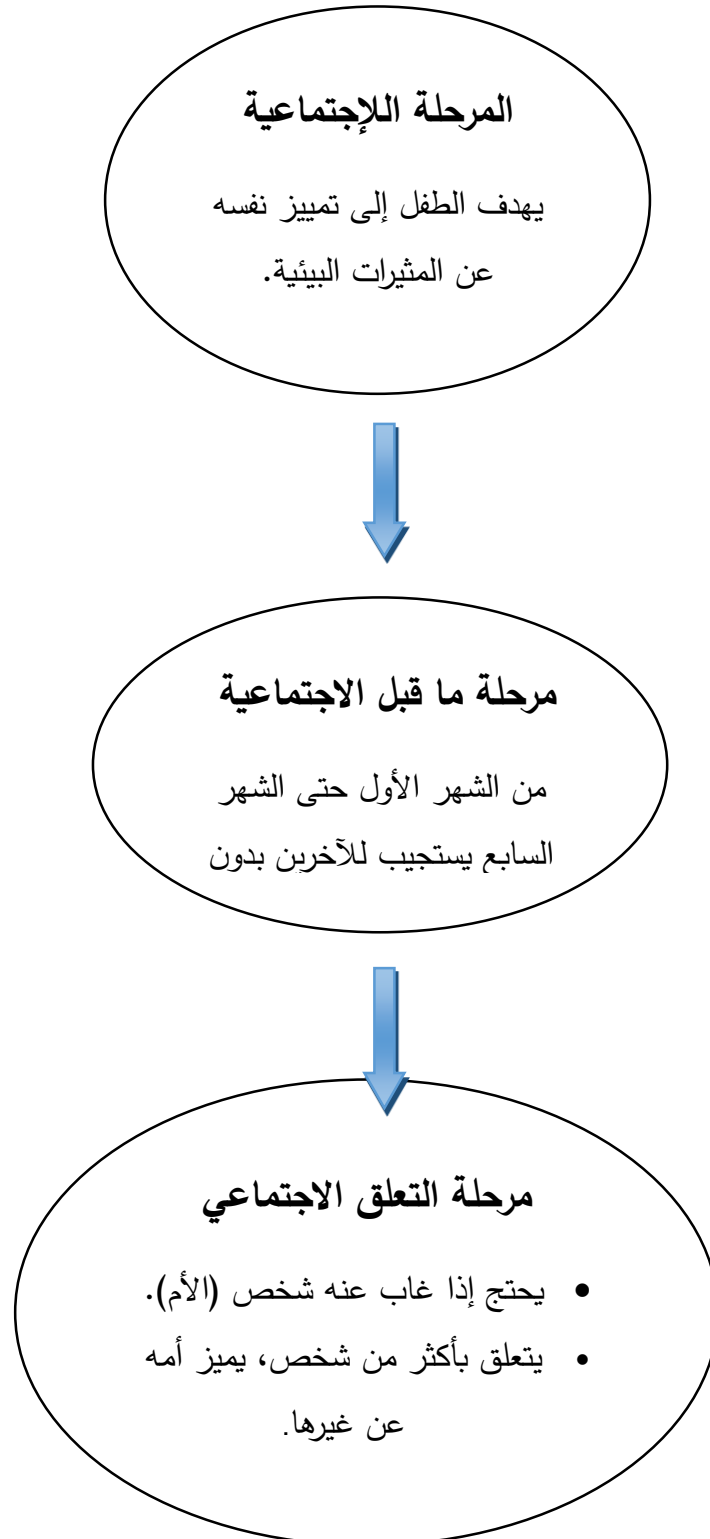 المرحلة اللإجتماعية
يهدف الطفل إلى تمييز نفسه
عن المثيرات البيئية.
مرحلة ما قبل الاجتماعية
من الشهر الأول حتى الشهر
السابع يستجيب للآخرين بدون
مرحلة التعلق الاجتماعي
• يحتج إذا غاب عنه شخص (الأم).
• يتعلق بأكثر من شخص، يميز أمه
عن غيرها.